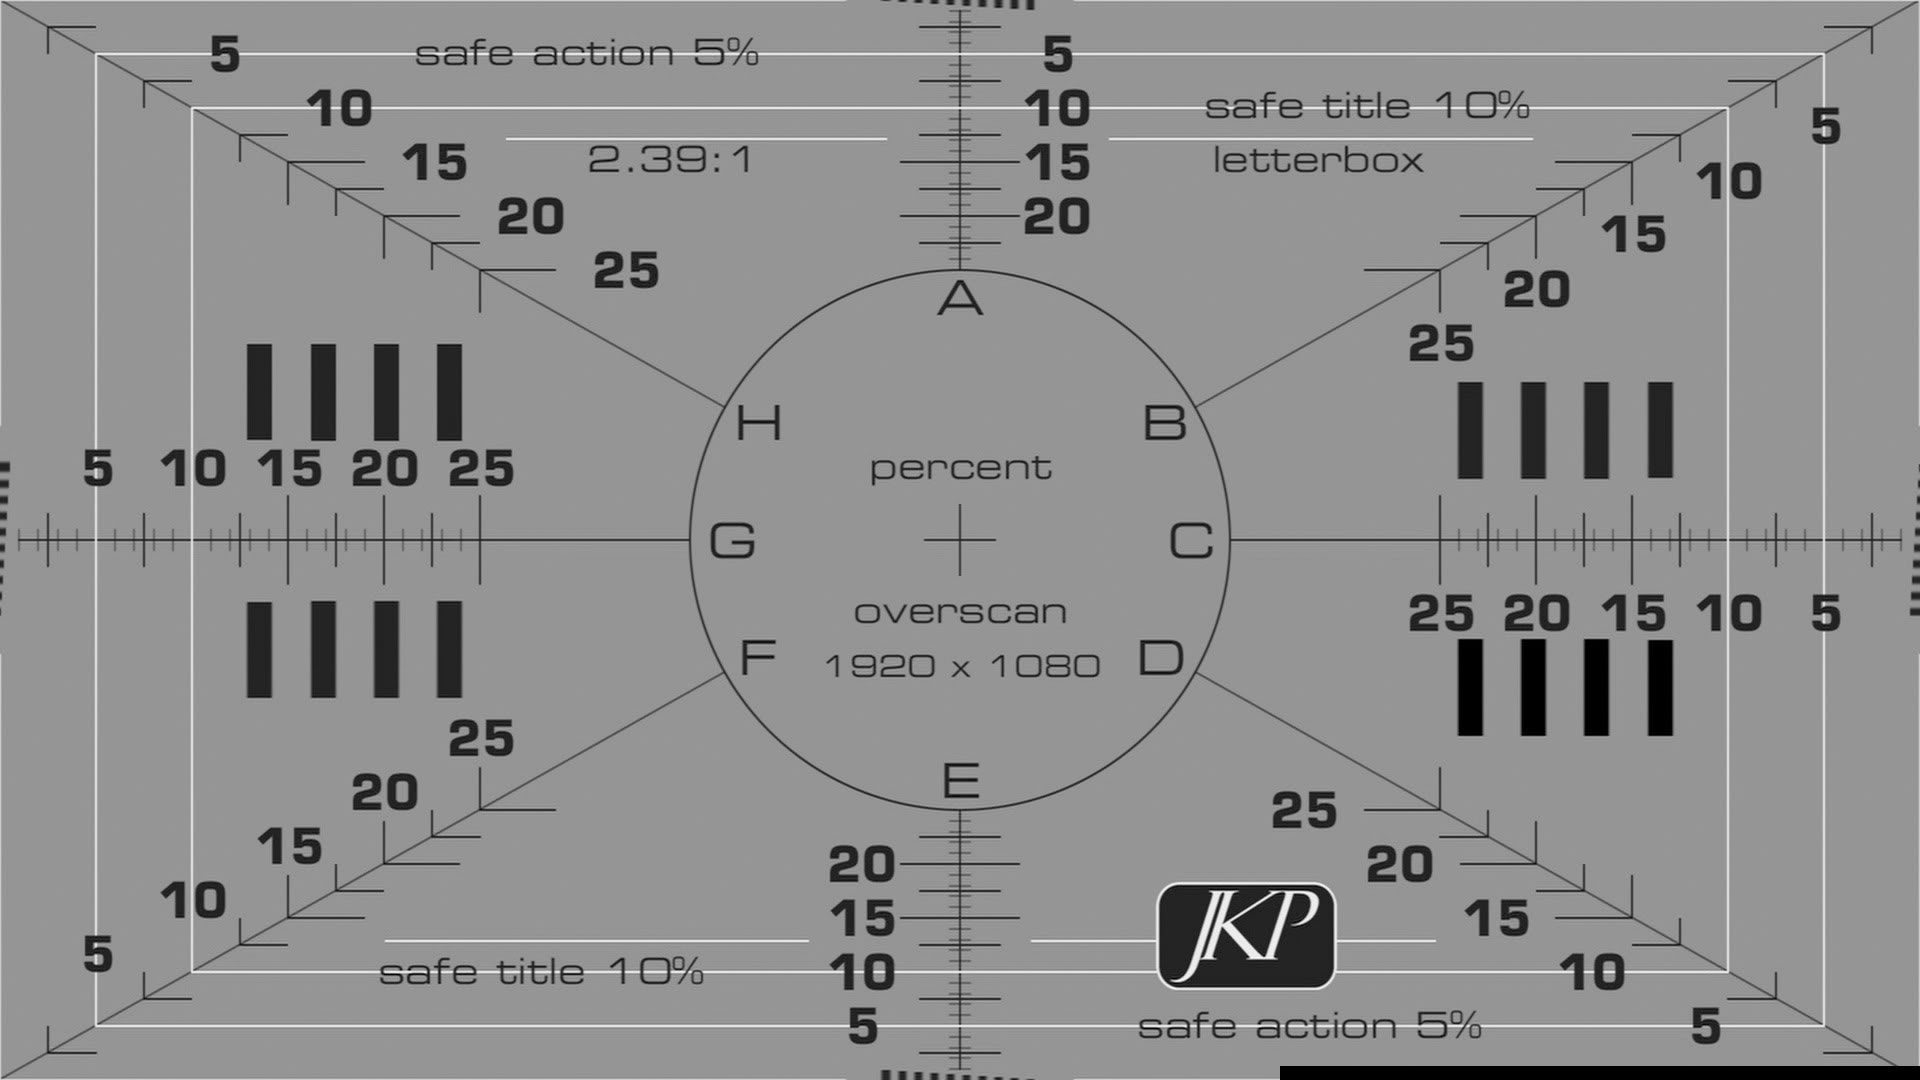 5 safe action 5% 5
10 10 safe title 10% 5
15 2.39:1 15 letterbox 10
20 20 15
25 20
A
25
H B
5 10 15 20 25 percent
G C
overscan 25 20 15 10 5
F 1920 x 1080 D
25
E
20 25
15 20 20
10 JKP 15 15
5 safe title 10% 10 10
5 safe action 5% 5